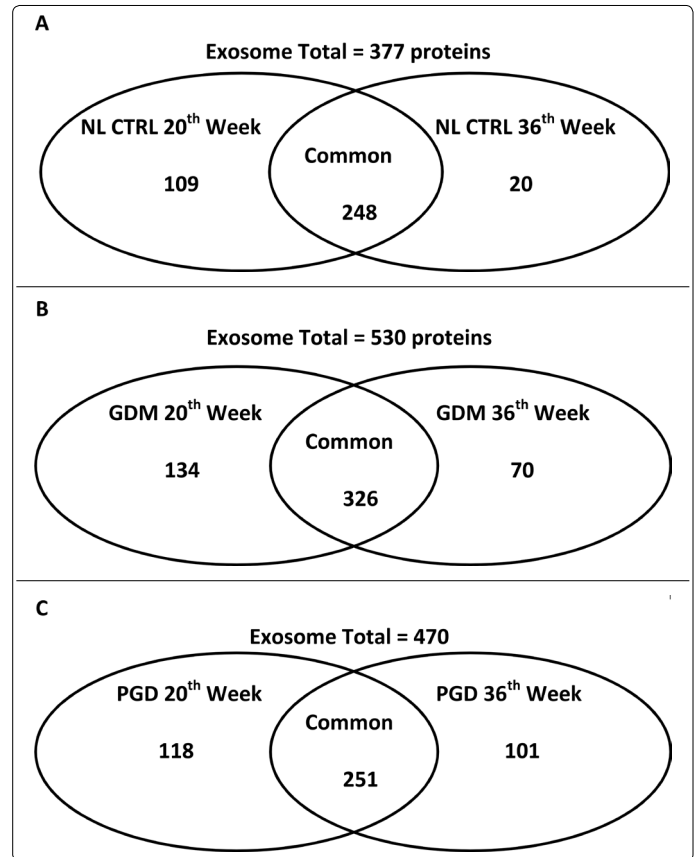 A
Exosome Total = 377 proteins
NL CTRL 20th Week
NL CTRL 36th Week
Common
109
20
248
B
Exosome Total = 530 proteins
GDM 20th Week
GDM 36th Week
Common
134
70
326
C
Exosome Total = 470
PGD 20th Week
PGD 36th Week
Common
118
101
251